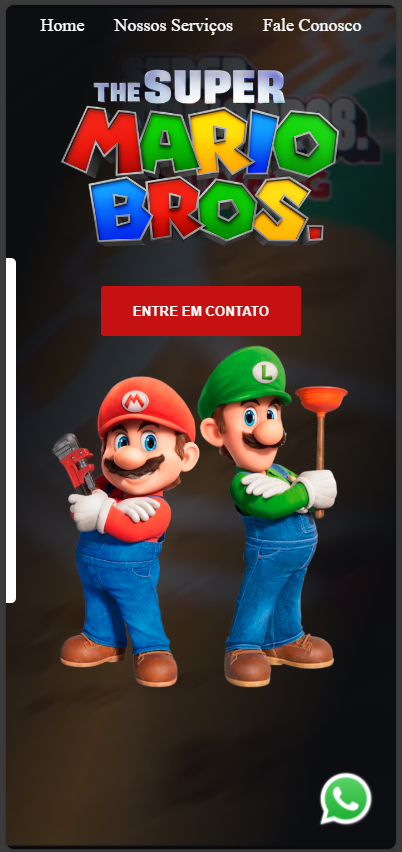 Home Nossos Serviços Fale Conosco
THE SUPER
MARIO
BROS.
ENTRE EM CONTATO
M
L